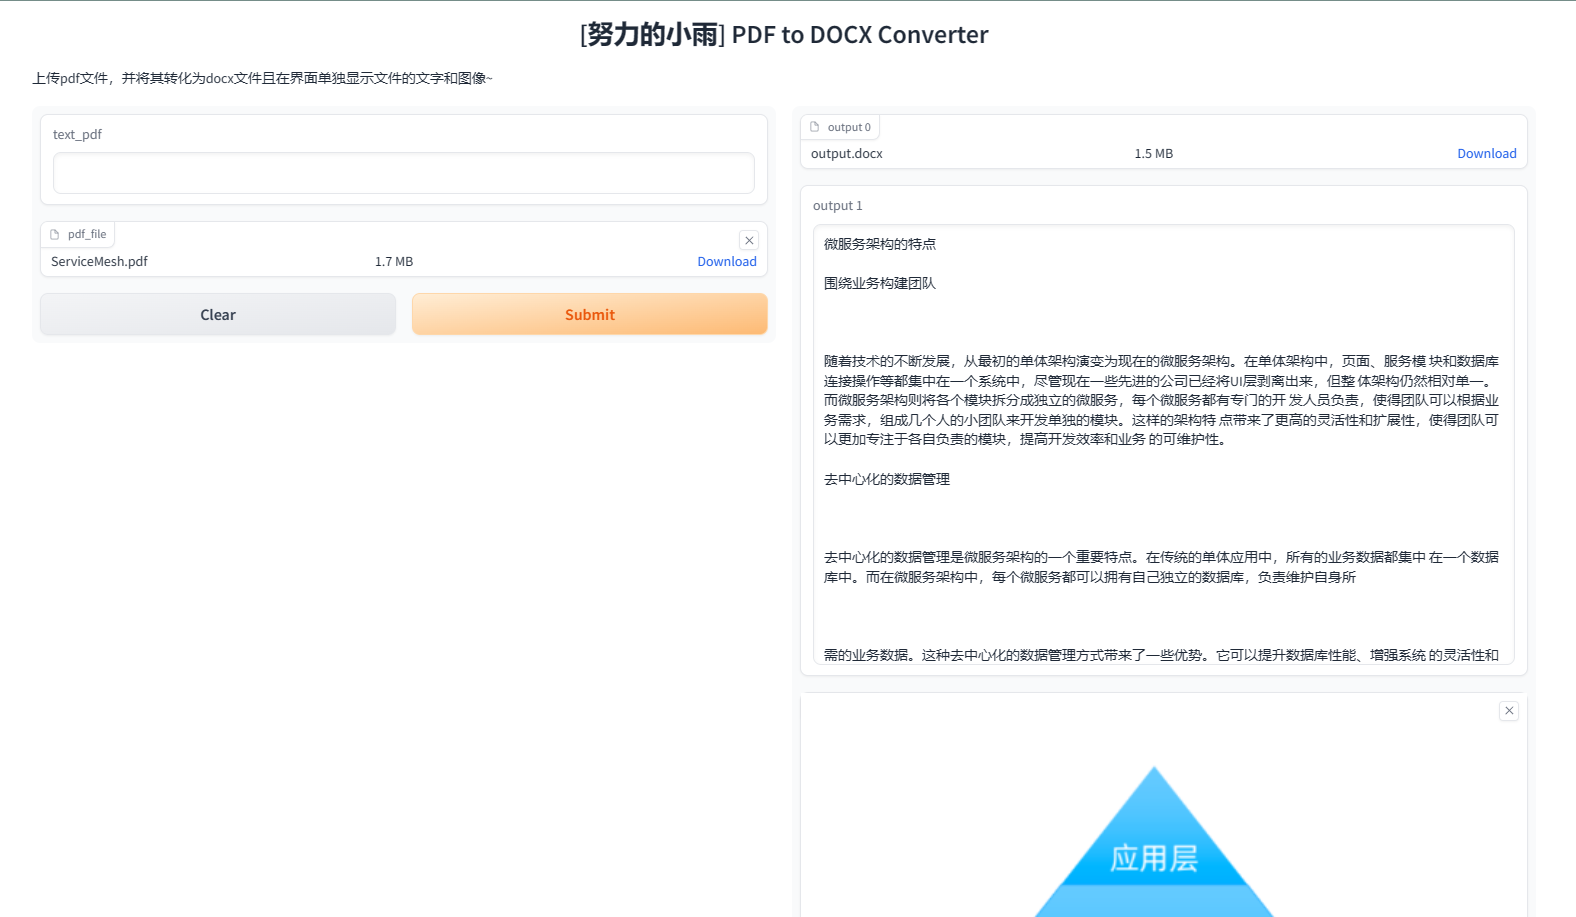 [努力的小雨] PDF to DOCX Converter
上传pdf文件，并将其转化为docx文件且在界面单独显示文件的文字和图像~
text_pdf
pdf_file
ServiceMesh.pdf 1.7 MB Download
Clear Submit
output 0
output.docx 1.5 MB Download
output 1
微服务架构的特点
围绕业务构建团队
随着技术的不断发展，从最初的单体架构演变为现在的微服务架构。在单体架构中，页面、服务模 块和数据库
连接操作等都集中在一个系统中，尽管现在一些先进的公司已经将UI层剥离出来，但整 体架构仍然相对单一。
而微服务架构则将各个模块拆分成独立的微服务，每个微服务都有专门的开 发人员负责，使得团队可以根据业
务需求，组成几个人的小团队来开发单独的模块。这样的架构特 点带来了更高的灵活性和扩展性，使得团队可
以更加专注于各自负责的模块，提高开发效率和业务 的可维护性。
去中心化的数据管理
去中心化的数据管理是微服务架构的一个重要特点。在传统的单体应用中，所有的业务数据都集中 在一个数据
库中。而在微服务架构中，每个微服务都可以拥有自己独立的数据库，负责维护自身所
需的业务数据。这种去中心化的数据管理方式带来了一些优势。它可以提升数据库性能、增强系统 的灵活性和
应用层